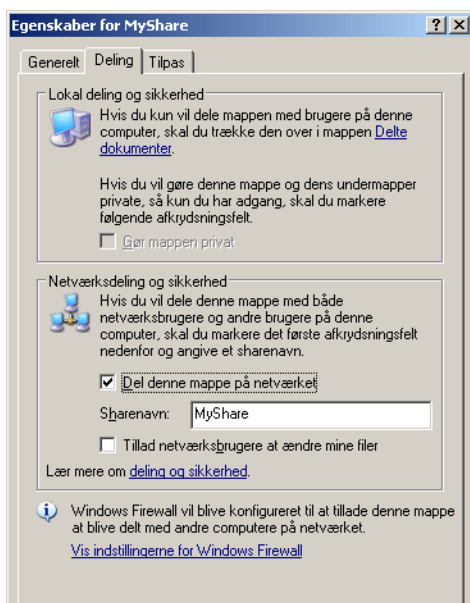 Egenskaber for MyShare
Generelt Deling Tilpas
Lokal deling og sikkerhed
Hvis du kun vil dele mappen med brugere på denne
computer, skal du trække den over i mappen Delte
dokumenter.
Hvis du vil gøre denne mappe og dens undermapper
private, så kun du har adgang, skal du markere
følgende afkrydsningsfelt.
Gør mappen privat
Netværksdeling og sikkerhed
Hvis du vil dele denne mappe med både
netværksbrugere og andre brugere på denne
computer, skal du markere det første afkrydsningsfelt
nedenfor og angive et sharenavn.
Del denne mappe på netværket
Sharenavn: MyShare
Tillad netværksbrugere at ændre mine filer
Lær mere om deling og sikkerhed.
Windows Firewall vil blive konfigureret til at tillade denne mappe
at blive delt med andre computere på netværket.
Vis indstillingerne for Windows Firewall